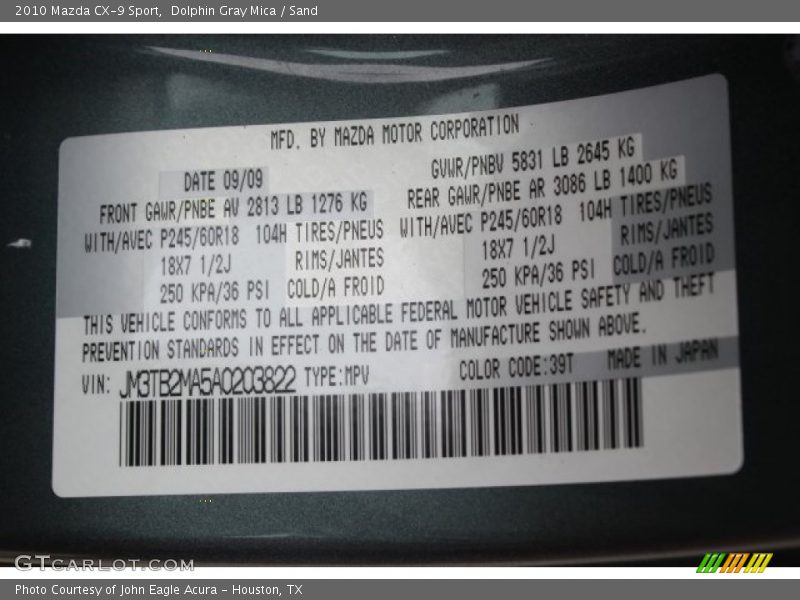 2010 Mazda CX-9 Sport, Dolphin Gray Mica / Sand
MFD. BY MAZDA MOTOR CORPORATION
DATE 09/09
GVWR/PNBV 5831 LB 2645 KG
FRONT GAWR/PNBE AV 2813 LB 1276 KG
REAR GAWR/PNBE AR 3086 LB 1400 KG
WITH/AVEC P245/60R18 104H TIRES/PNEUS
WITH/AVEC P245/60R18 104H TIRES/PNEUS
18X7 1/2J RIMS/JANTES
18X7 1/2J RIMS/JANTES
250 KPA/36 PSI COLD/A FROID
250 KPA/36 PSI COLD/A FROID
THIS VEHICLE CONFORMS TO ALL APPLICABLE FEDERAL MOTOR VEHICLE SAFETY AND THEFT
PREVENTION STANDARDS IN EFFECT ON THE DATE OF MANUFACTURE SHOWN ABOVE.
VIN: JM3TB2MA5A0203822 TYPE:MPV COLOR CODE:39T MADE IN JAPAN
GTCARLOT.COM
Photo Courtesy of John Eagle Acura - Houston, TX